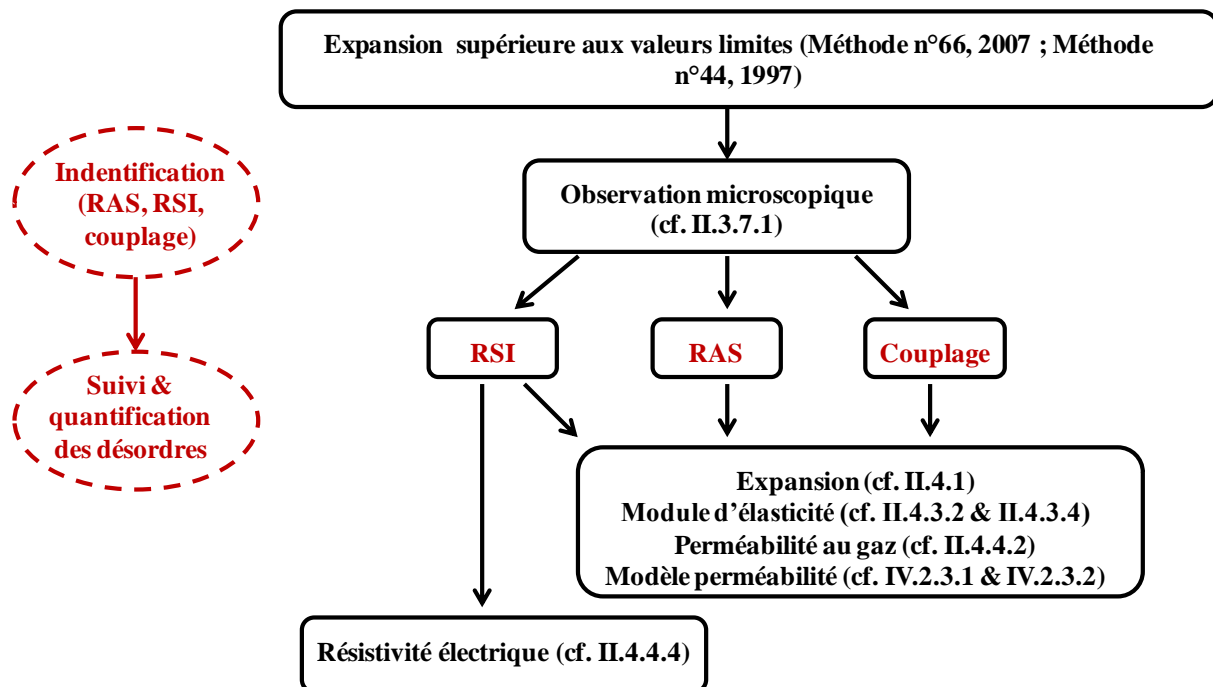 Expansion supérieure aux valeurs limites (Méthode n°66, 2007 ; Méthode
n°44, 1997)
Indentification
(RAS, RSI,
couplage)
Observation microscopique
(cf. II.3.7.1)
RSI
RAS
Couplage
Suivi &
quantification
des désordres
Expansion (cf. II.4.1)
Module d'élasticité (cf. II.4.3.2 & II.4.3.4)
Perméabilité au gaz (cf. II.4.4.2)
Modèle perméabilité (cf. IV.2.3.1 & IV.2.3.2)
Résistivité électrique (cf. II.4.4.4)